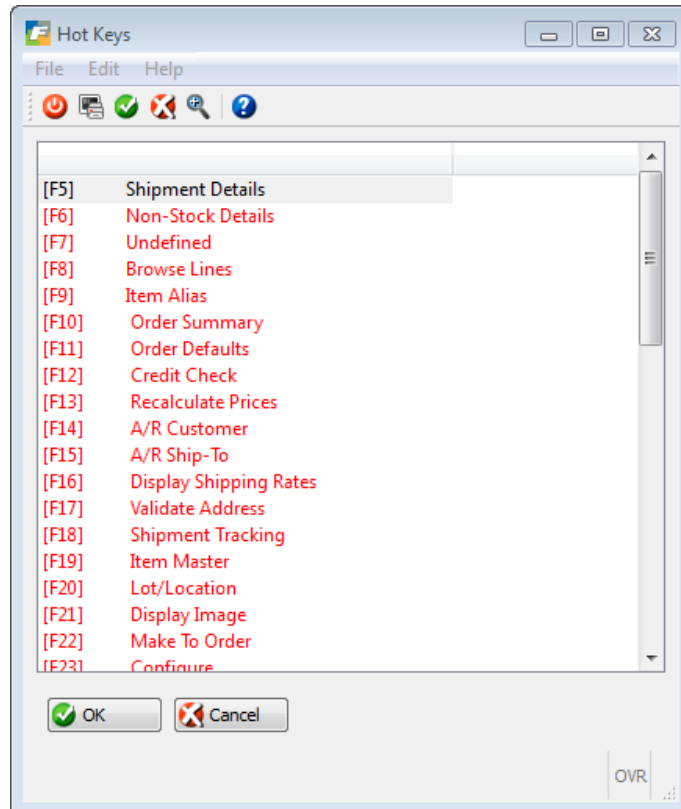 Hot Keys
File Edit Help
[F5] Shipment Details
[F6] Non-Stock Details
[F7] Undefined
[F8] Browse Lines
[F9] Item Alias
[F10] Order Summary
[F11] Order Defaults
[F12] Credit Check
[F13] Recalculate Prices
[F14] A/R Customer
[F15] A/R Ship-To
[F16] Display Shipping Rates
[F17] Validate Address
[F18] Shipment Tracking
[F19] Item Master
[F20] Lot/Location
[F21] Display Image
[F22] Make To Order
[F23] Configure
OK Cancel
OVR